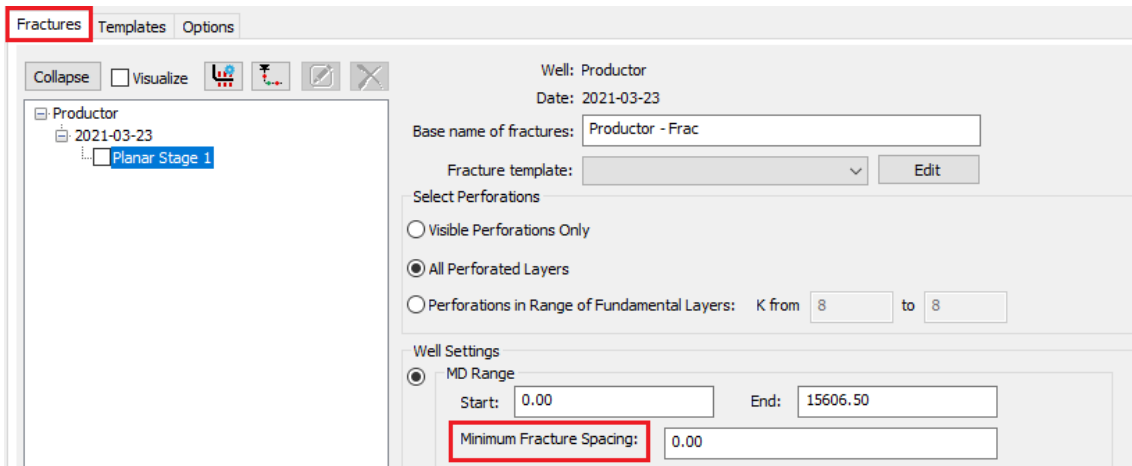 Fractures Templates Options
Collapse Visualize
Productor
2021-03-23
Planar Stage 1
Well: Productor
Date: 2021-03-23
Base name of fractures: Productor - Frac
Fracture template: Edit
Select Perforations
Visible Perforations Only
All Perforated Layers
Perforations in Range of Fundamental Layers: K from 8 to 8
Well Settings
MD Range
Start: 0.00 End: 15606.50
Minimum Fracture Spacing: 0.00